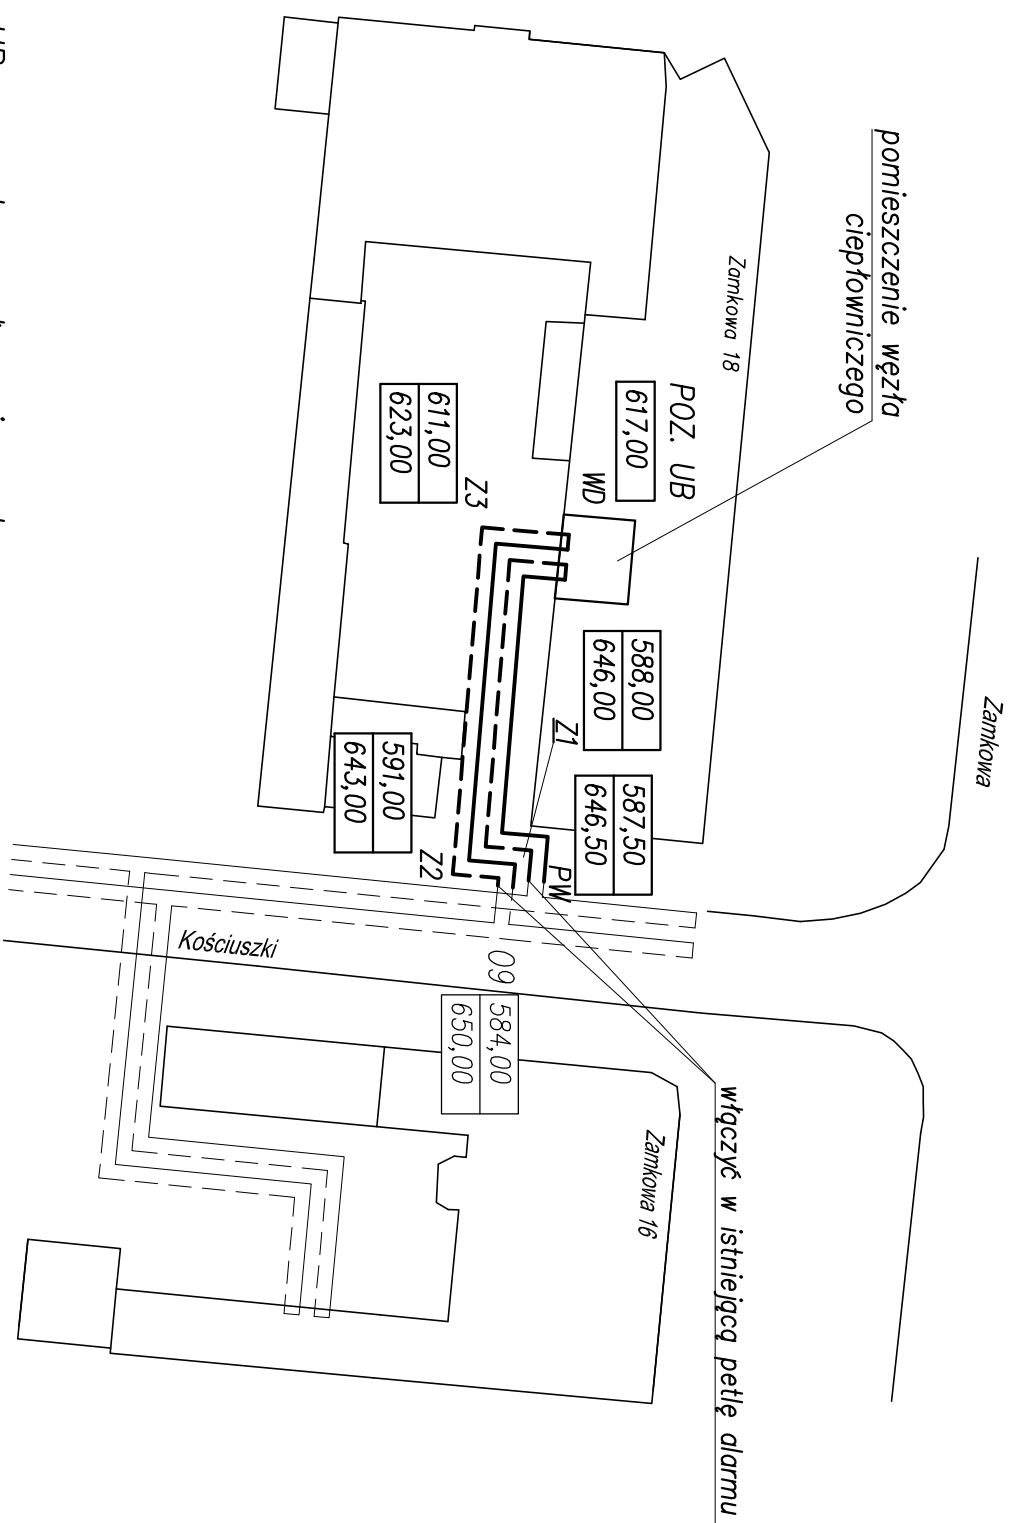 pomieszczenie węzła
ciepłowniczego
Zamkowa
Zamkowa 18
POZ. UB
617,00
WD
588,00
646,00
Z1
587,50
646,50
PW
611,00
623,00
Z3
591,00
643,00
Z2
Kościuszki
09
584,00
650,00
Zamkowa 16
włączyć w istniejącą petlę alarmu